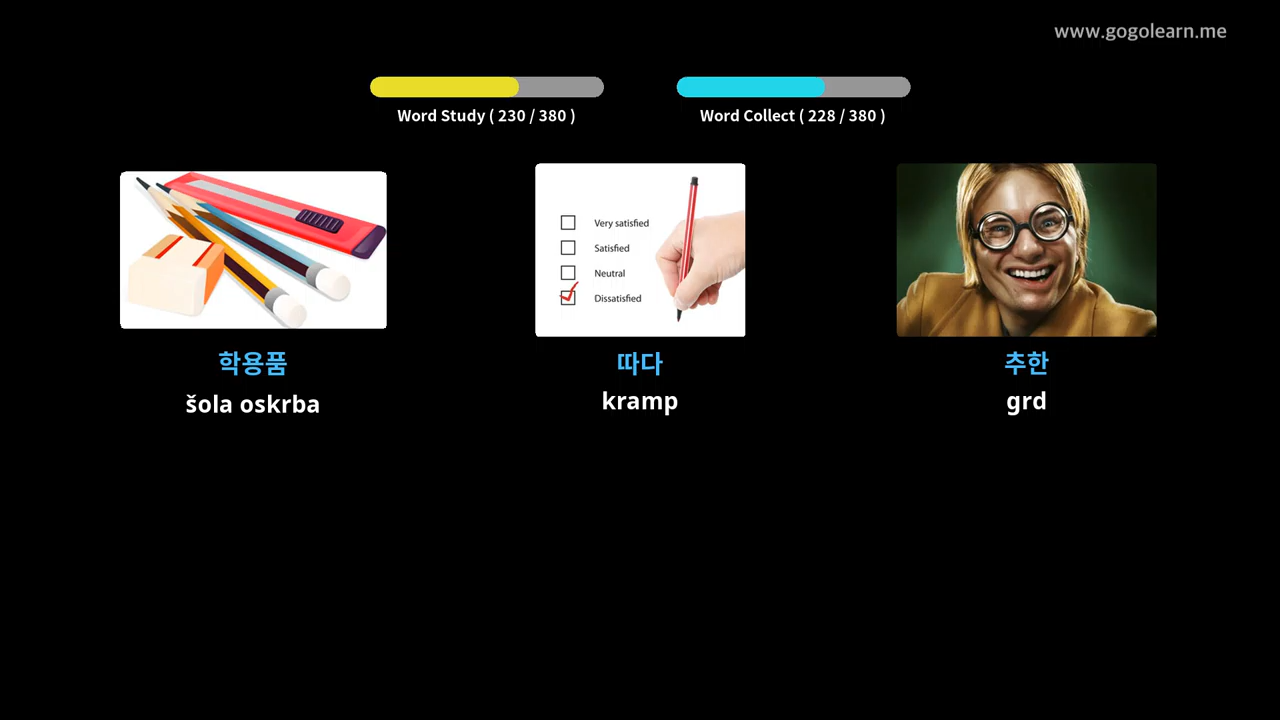 www.gogolearn.me
Word Study ( 230 / 380 )
Word Collect ( 228 / 380 )
Very satisfied
Satisfied
Neutral
Dissatisfied
학용품
따다
추한
šola oskrba
kramp
grd